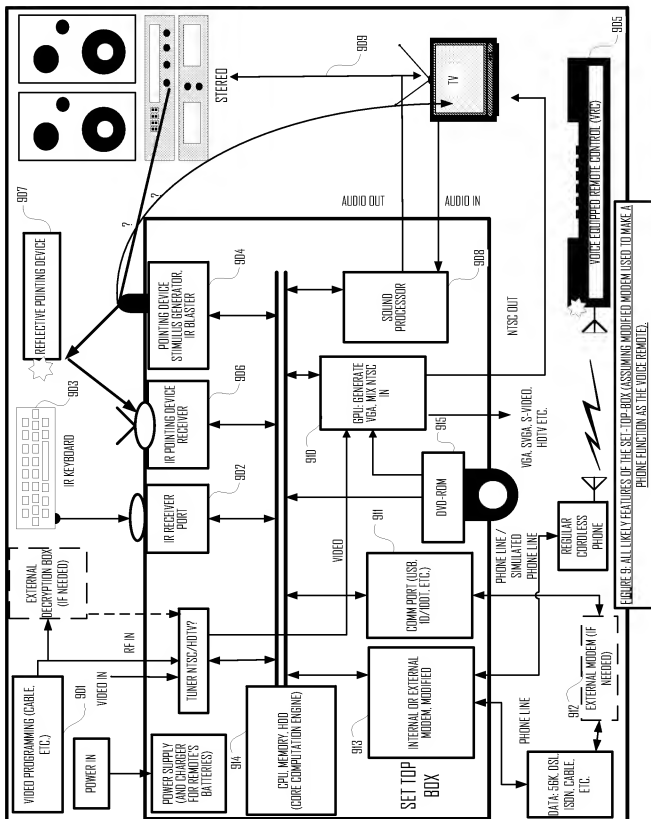 VIDEO PROGRAMMING (CABLE,
ETC.)
901
POWER IN
POWER SUPPLY
(AND CHARGER
FOR REMOTE'S
BATTERIES)
VIDEO IN
RF IN
EXTERNAL
DECRYPTION BOX
(IF NEEDED)
TUNER NTSC/HDTV?
903
IR KEYBOARD
IR RECEIVER
PORT
902
907
REFLECTIVE POINTING DEVICE
IR POINTING
DEVICE
RECEIVER
906
?
?
POINTING DEVICE
STIMULUS GENERATOR,
IR BLASTER
904
STEREO
909
TV
914
CPU, MEMORY, HDD
(CORE COMPUTATION ENGINE)
VIDEO
910
GPU: GENERATE
VGA, MIX NTSC
IN
SOUND
PROCESSOR
908
AUDIO OUT
AUDIO IN
913
INTERNAL OR EXTERNAL
MODEM, MODIFIED
COMM PORT (USB,
10/100T, ETC.)
911
DVD-ROM
915
SET TOP
BOX
PHONE LINE /
SIMULATED
PHONE LINE
VGA, SVGA, S-VIDEO,
HDTV ETC.
NTSC OUT
PHONE LINE
DATA: 56K, DSL,
ISDN, CABLE,
ETC.
912
EXTERNAL MODEM (IF
NEEDED)
REGULAR
CORDLESS
PHONE
VOICE EQUIPPED REMOTE CONTROL (VRC)
905
FIGURE 9: ALL LIKELY FEATURES OF THE SET-TOP-BOX (ASSUMING MODIFIED MODEM USED TO MAKE A
PHONE FUNCTION AS THE VOICE REMOTE).